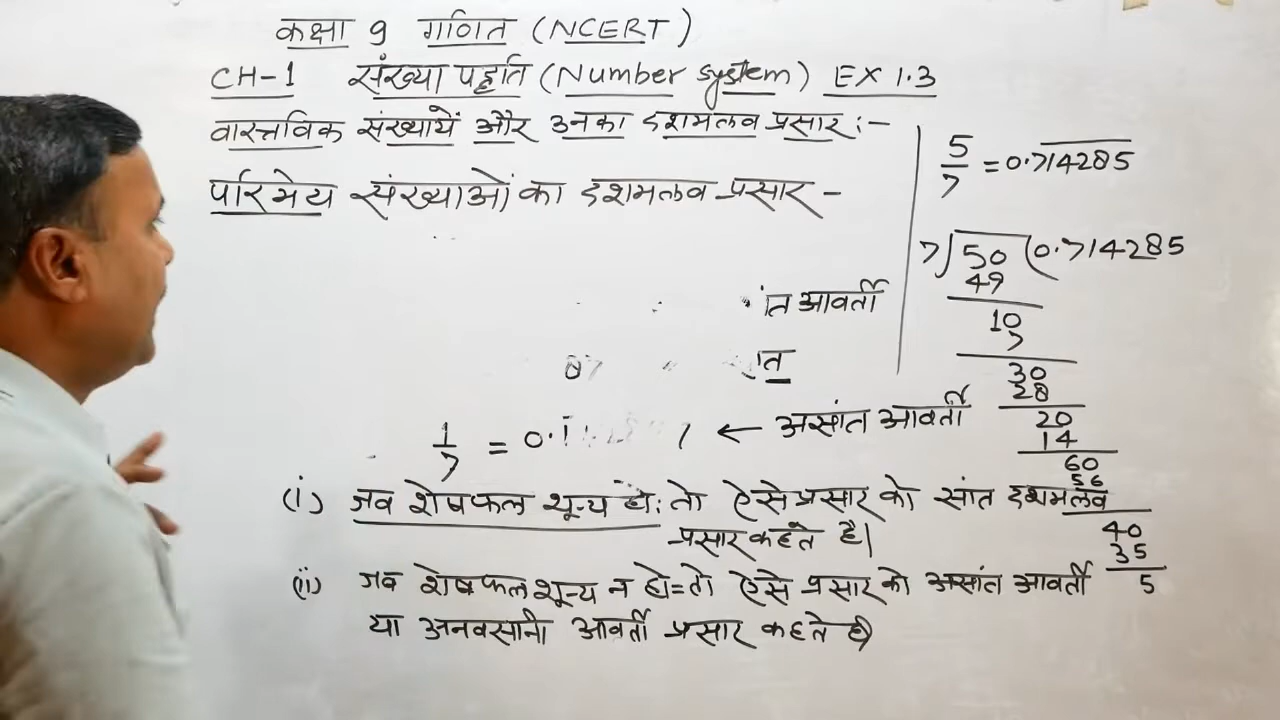 कक्षा 9 गणित (NCERT)
CH-1 संख्या पद्धति (Number system) EX 1.3
वास्तविक संख्यायें और उनका दशमलव प्रसार :-
परिमेय संख्याओं का दशमलव प्रसार -
ंत आवर्ती
ंत
1/7 = 0.1 ← असांत आवर्ती
(i) जब शेषफल शून्य हो: तो ऐसे प्रसार को सांत दशमलव
प्रसार कहते है।
(ii) जब शेषफल शून्य न हो= तो ऐसे प्रसार को असांत आवर्ती
या अनवसानी आवर्ती प्रसार कहते है
5/7 = 0.714285
7) 50 (0.714285
49
10
7
30
28
20
14
60
56
40
35
5